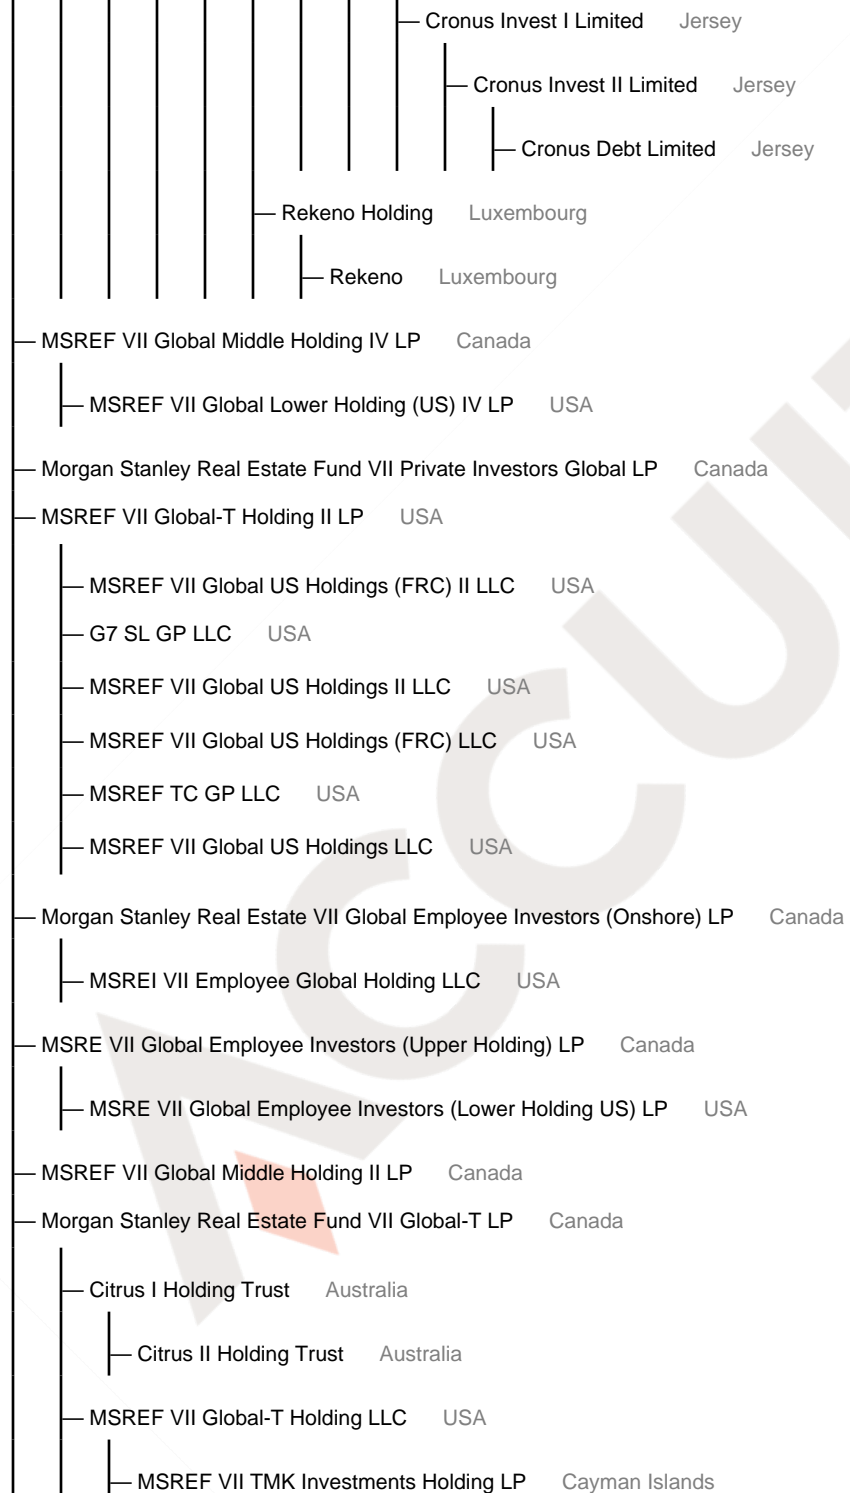 Cronus Invest I Limited Jersey
Cronus Invest II Limited Jersey
Cronus Debt Limited Jersey
Rekeno Holding Luxembourg
Rekeno Luxembourg
MSREF VII Global Middle Holding IV LP Canada
MSREF VII Global Lower Holding (US) IV LP USA
Morgan Stanley Real Estate Fund VII Private Investors Global LP Canada
MSREF VII Global-T Holding II LP USA
MSREF VII Global US Holdings (FRC) II LLC USA
G7 SL GP LLC USA
MSREF VII Global US Holdings II LLC USA
MSREF VII Global US Holdings (FRC) LLC USA
MSREF TC GP LLC USA
MSREF VII Global US Holdings LLC USA
Morgan Stanley Real Estate VII Global Employee Investors (Onshore) LP Canada
MSREI VII Employee Global Holding LLC USA
MSRE VII Global Employee Investors (Upper Holding) LP Canada
MSRE VII Global Employee Investors (Lower Holding US) LP USA
MSREF VII Global Middle Holding II LP Canada
Morgan Stanley Real Estate Fund VII Global-T LP Canada
Citrus I Holding Trust Australia
Citrus II Holding Trust Australia
MSREF VII Global-T Holding LLC USA
MSREF VII TMK Investments Holding LP Cayman Islands
ACCU